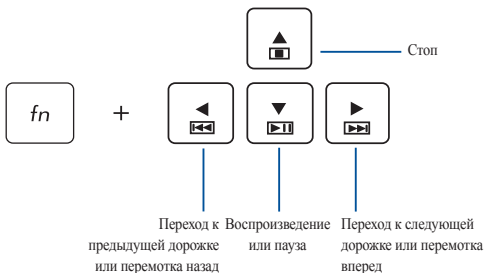 Стоп
fn
+
Переход к
предыдущей дорожке
или перемотка назад
Воспроизведение
или пауза
Переход к следующей
дорожке или перемотка
вперед